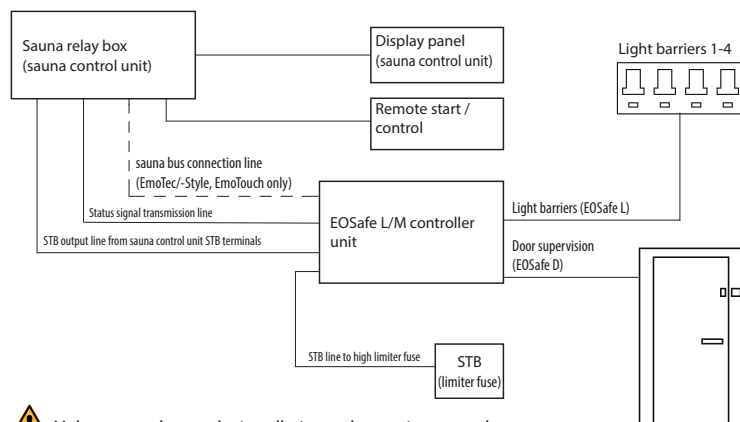 Sauna relay box
(sauna control unit)
Display panel
(sauna control unit)
Light barriers 1-4
Remote start /
control
sauna bus connection line
(EmoTec/-Style, EmoTouch only)
Status signal transmission line
STB output line from sauna control unit STB terminals
EOSafe L/M controller
unit
Light barriers (EOSafe L)
Door supervision
(EOSafe D)
STB line to high limiter fuse
STB
(limiter fuse)